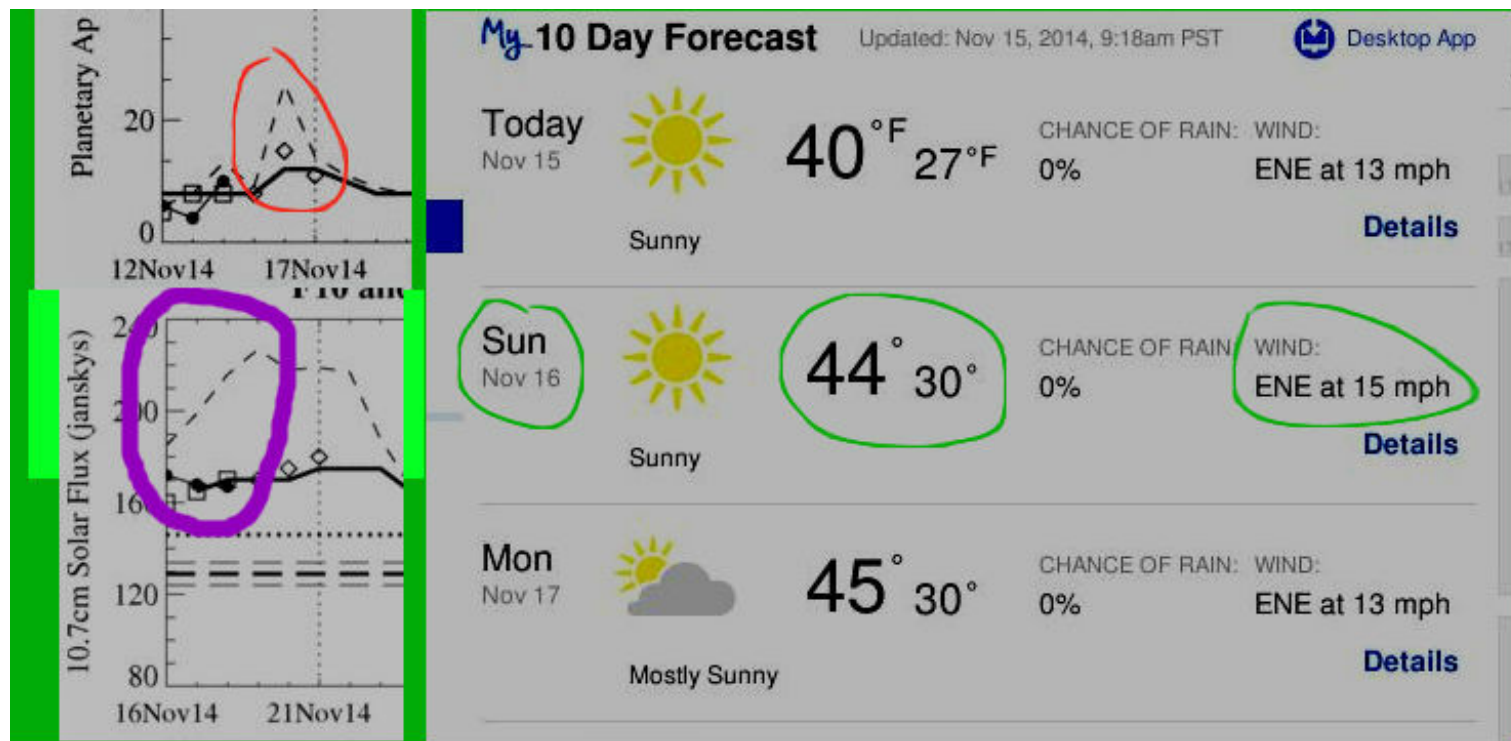 Planetary Ap
20
0
12Nov14 17Nov14
10.7cm Solar Flux (janskys)
240
200
160
120
80
16Nov14 21Nov14
My 10 Day Forecast Updated: Nov 15, 2014, 9:18am PST Desktop App
Today
Nov 15
40°F 27°F
CHANCE OF RAIN: WIND:
0% ENE at 13 mph
Details
Sunny
Sun
Nov 16
44° 30°
CHANCE OF RAIN WIND:
0% ENE at 15 mph
Details
Sunny
Mon
Nov 17
45° 30°
CHANCE OF RAIN: WIND:
0% ENE at 13 mph
Details
Mostly Sunny